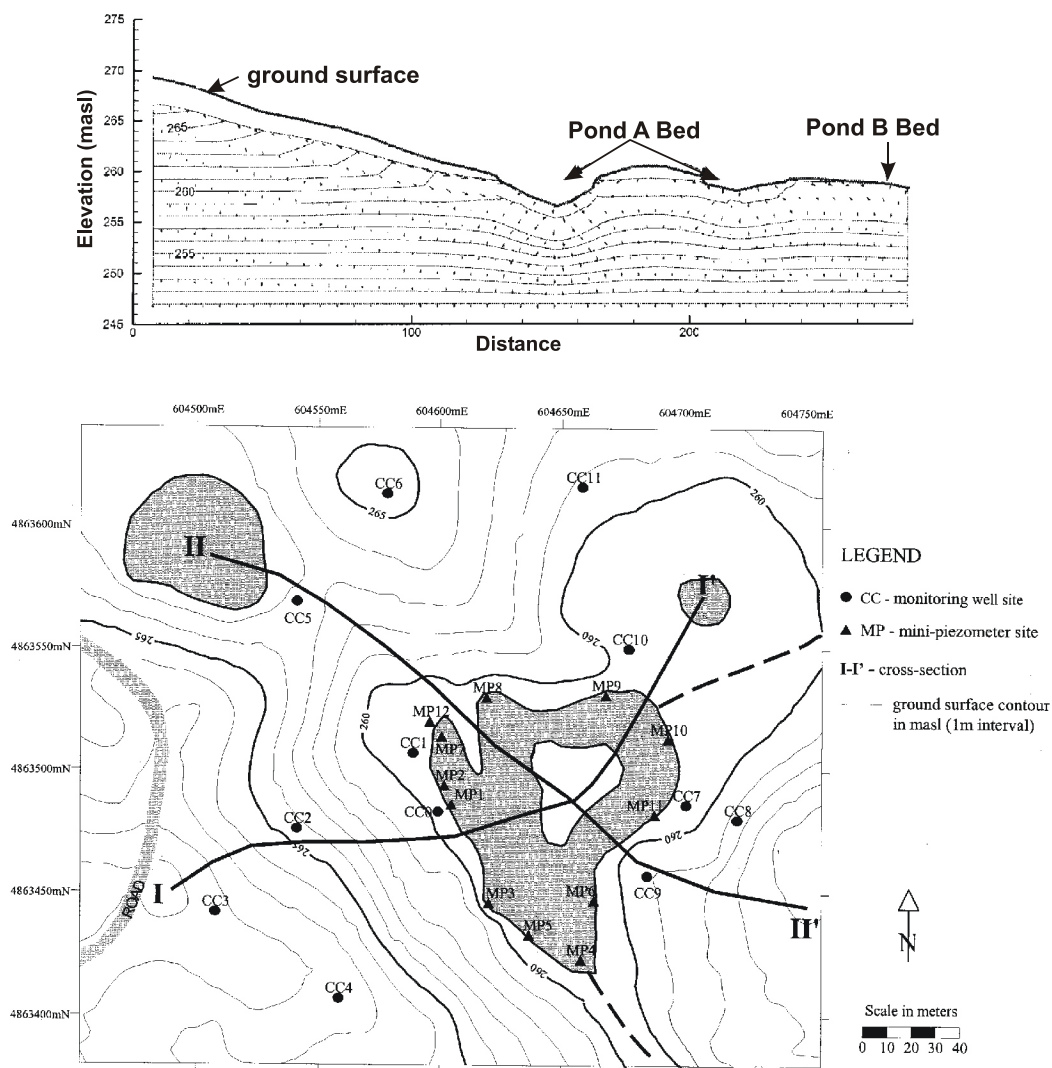 275
270
265
260
255
260
250
245
Elevation (masl)
ground surface
Pond A Bed
Pond B Bed
265
260
255
0
100
200
Distance
604500mE
604550mE
604600mE
604650mE
604700mE
604750mE
4863600mN
4863550mN
4863500mN
4863450mN
4863400mN
CC6
265
CC11
260
II
I'
CC5
265
260
CC10
MP8
MP9
MP12
260
MP10
CC1
MP7
MP2
MP1
CC0
CC7
MP11
CC8
CC2
260
265
I
ROAD
CC3
MP3
MP6
CC9
MP5
II'
MP4
260
CC4
LEGEND
CC - monitoring well site
MP - mini-piezometer site
I-I' - cross-section
ground surface contour
in masl (1m interval)
N
Scale in meters
0 10 20 30 40